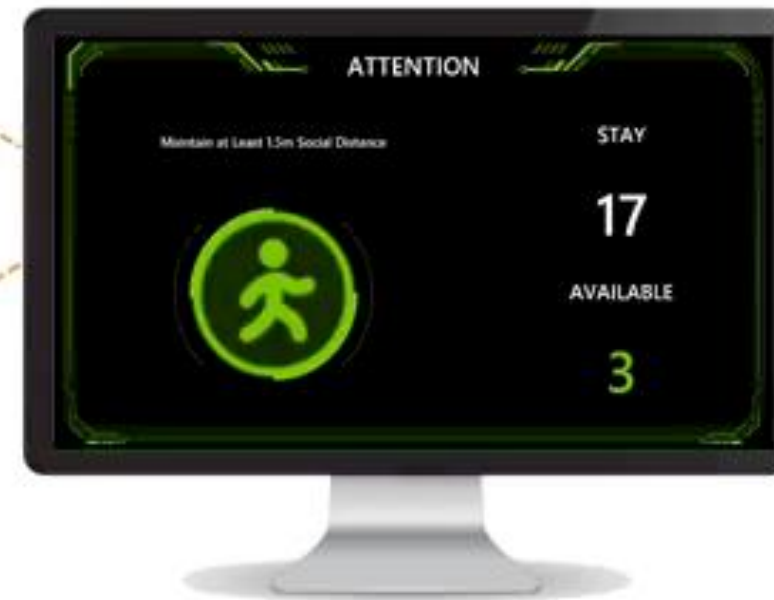 ATTENTION
Maintain at Least 1.5m Social Distance
STAY
17
AVAILABLE
3